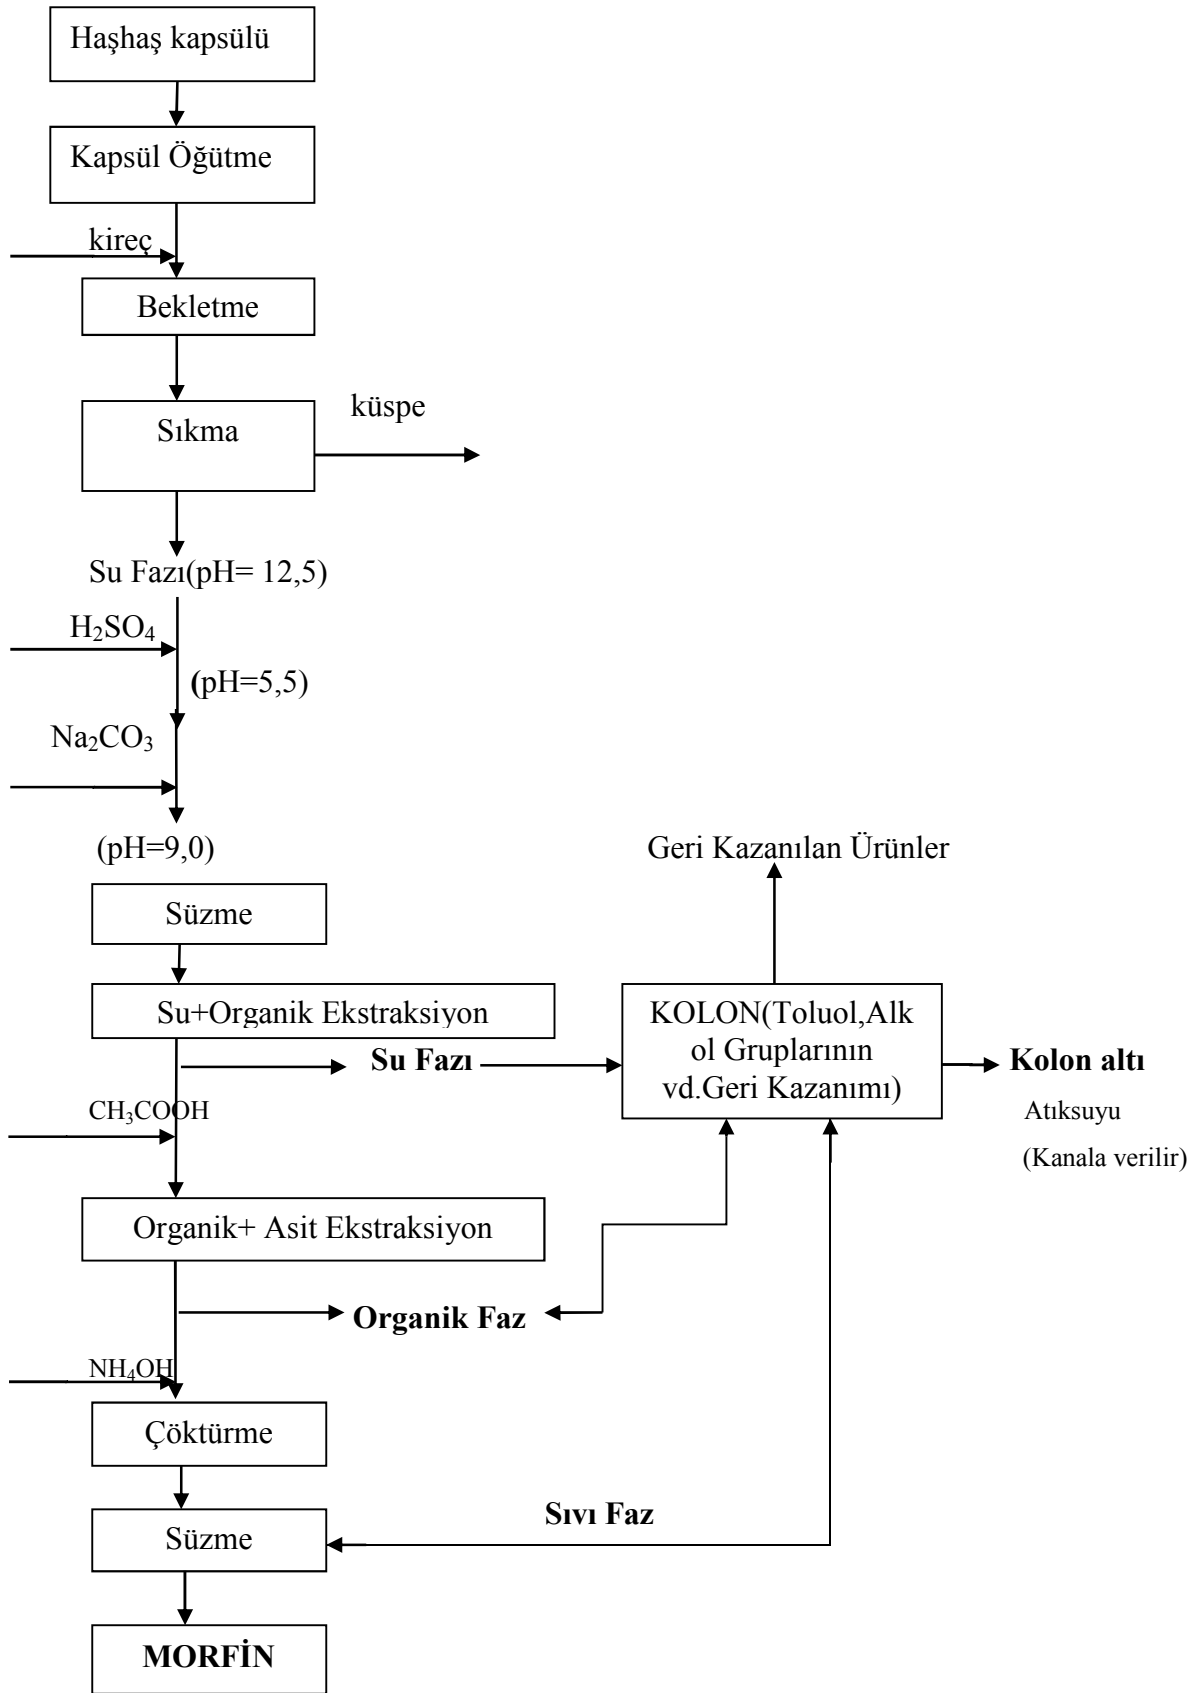 Haşhaş kapsülü
Kapsül Öğütme
kireç
Bekletme
Sıkma
küspe
Su Fazı(pH= 12,5)
H₂SO₄
(pH=5,5)
Na₂CO₃
(pH=9,0)
Geri Kazanılan Ürünler
Süzme
Su+Organik Ekstraksiyon
Su Fazı
KOLON(Toluol,Alk
ol Gruplarının
vd.Geri Kazanımı)
Kolon altı
Atıksuyu
(Kanala verilir)
CH₃COOH
Organik+ Asit Ekstraksiyon
Organik Faz
NH₄OH
Çöktürme
Sıvı Faz
Süzme
MORFİN